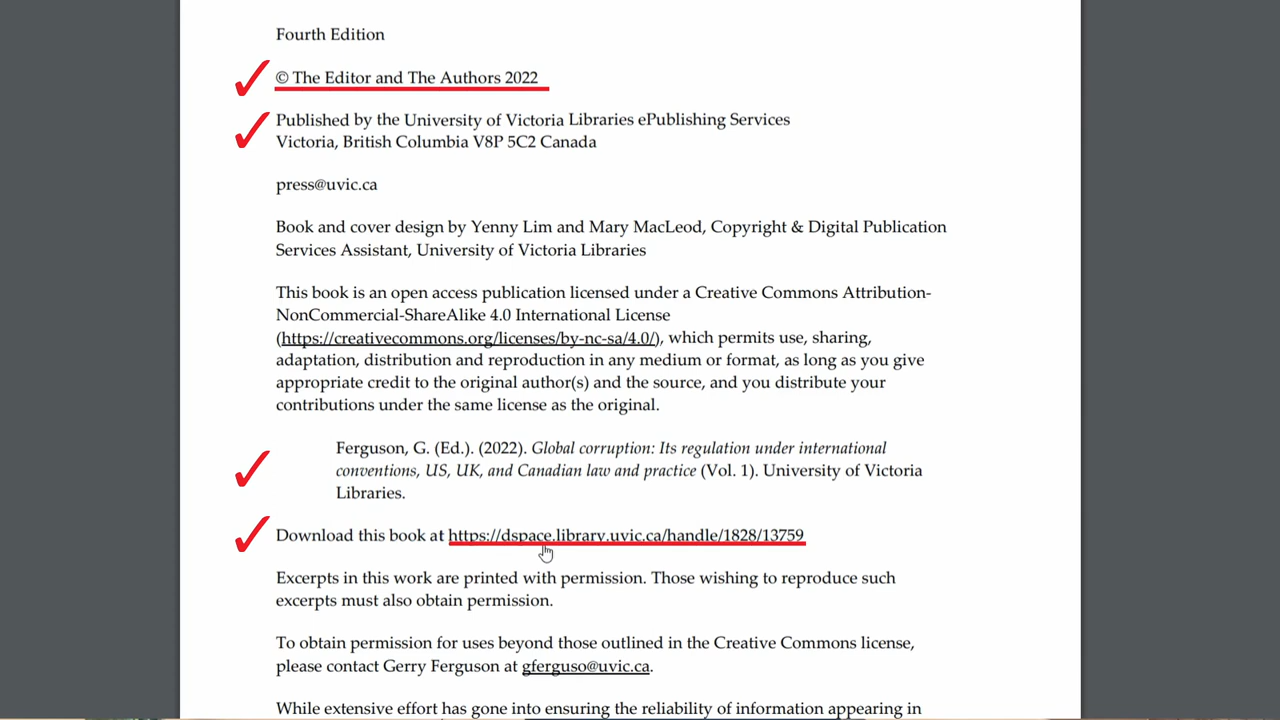 Fourth Edition
© The Editor and The Authors 2022
Published by the University of Victoria Libraries ePublishing Services
Victoria, British Columbia V8P 5C2 Canada
press@uvic.ca
Book and cover design by Yenny Lim and Mary MacLeod, Copyright & Digital Publication
Services Assistant, University of Victoria Libraries
This book is an open access publication licensed under a Creative Commons Attribution-
NonCommercial-ShareAlike 4.0 International License
(https://creativecommons.org/licenses/by-nc-sa/4.0/), which permits use, sharing,
adaptation, distribution and reproduction in any medium or format, as long as you give
appropriate credit to the original author(s) and the source, and you distribute your
contributions under the same license as the original.
Ferguson, G. (Ed.). (2022). Global corruption: Its regulation under international
conventions, US, UK, and Canadian law and practice (Vol. 1). University of Victoria
Libraries.
Download this book at https://dspace.library.uvic.ca/handle/1828/13759
Excerpts in this work are printed with permission. Those wishing to reproduce such
excerpts must also obtain permission.
To obtain permission for uses beyond those outlined in the Creative Commons license,
please contact Gerry Ferguson at gferguso@uvic.ca.
While extensive effort has gone into ensuring the reliability of information appearing in